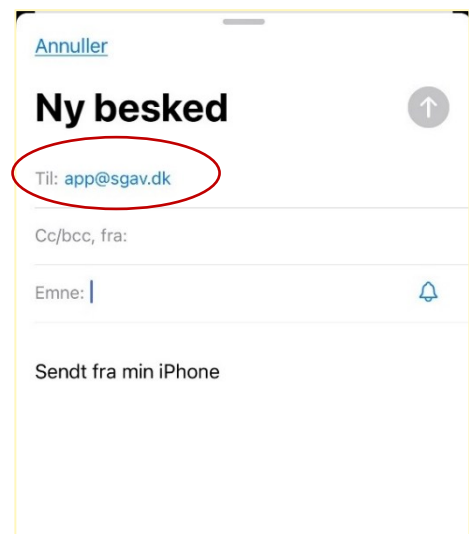 Annuller
Ny besked
Til: app@sgav.dk
Cc/bcc, fra:
Emne:
Sendt fra min iPhone